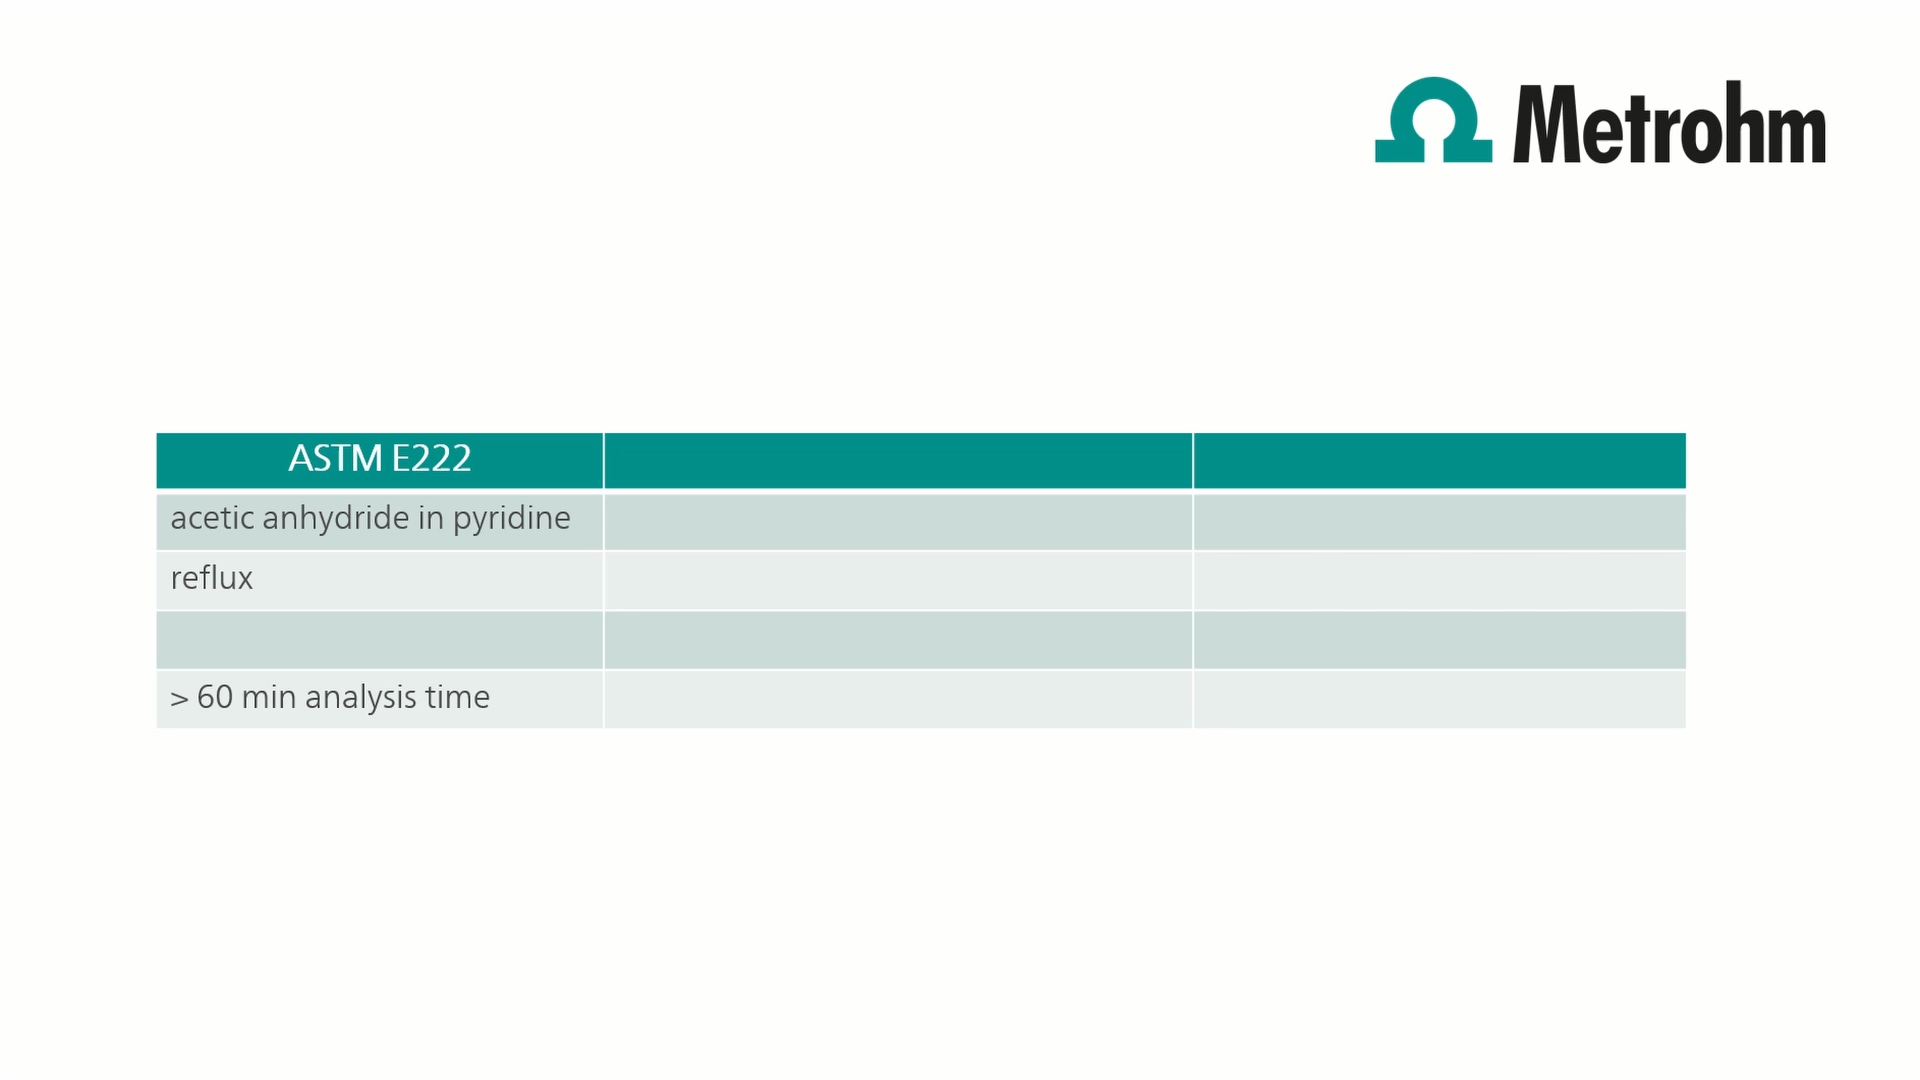 Metrohm
ASTM E222
acetic anhydride in pyridine
reflux
> 60 min analysis time